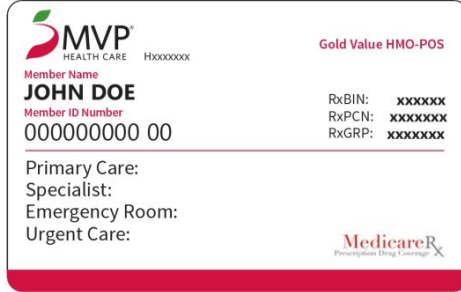 MVP®
HEALTH CARE Hxxxxxxx
Gold Value HMO-POS
Member Name
JOHN DOE
Member ID Number
000000000 00
RxBIN: xxxxxx
RxPCN: xxxxxxx
RxGRP: xxxxxxx
Primary Care:
Specialist:
Emergency Room:
Urgent Care:
MedicareRx
Prescription Drug Coverage